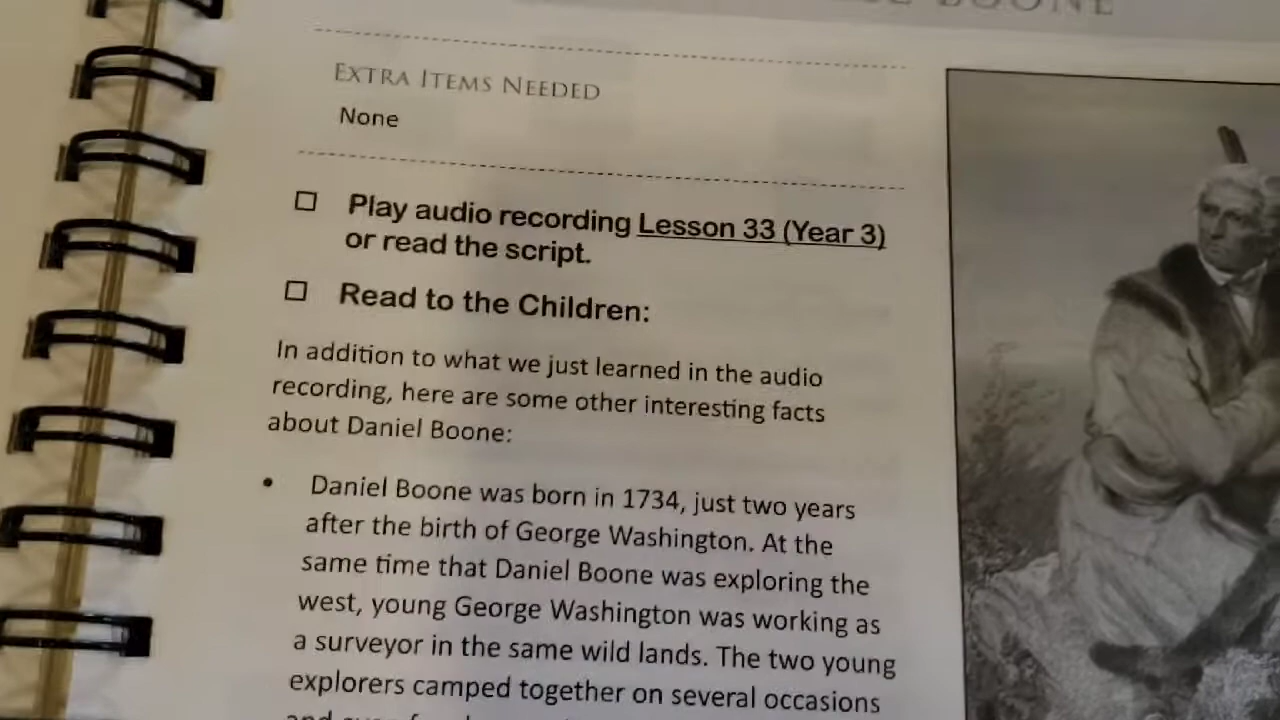 BOONE
EXTRA ITEMS NEEDED
None
Play audio recording Lesson 33 (Year 3)
or read the script.
Read to the Children:
In addition to what we just learned in the audio
recording, here are some other interesting facts
about Daniel Boone:
• Daniel Boone was born in 1734, just two years
after the birth of George Washington. At the
same time that Daniel Boone was exploring the
west, young George Washington was working as
a surveyor in the same wild lands. The two young
explorers camped together on several occasions